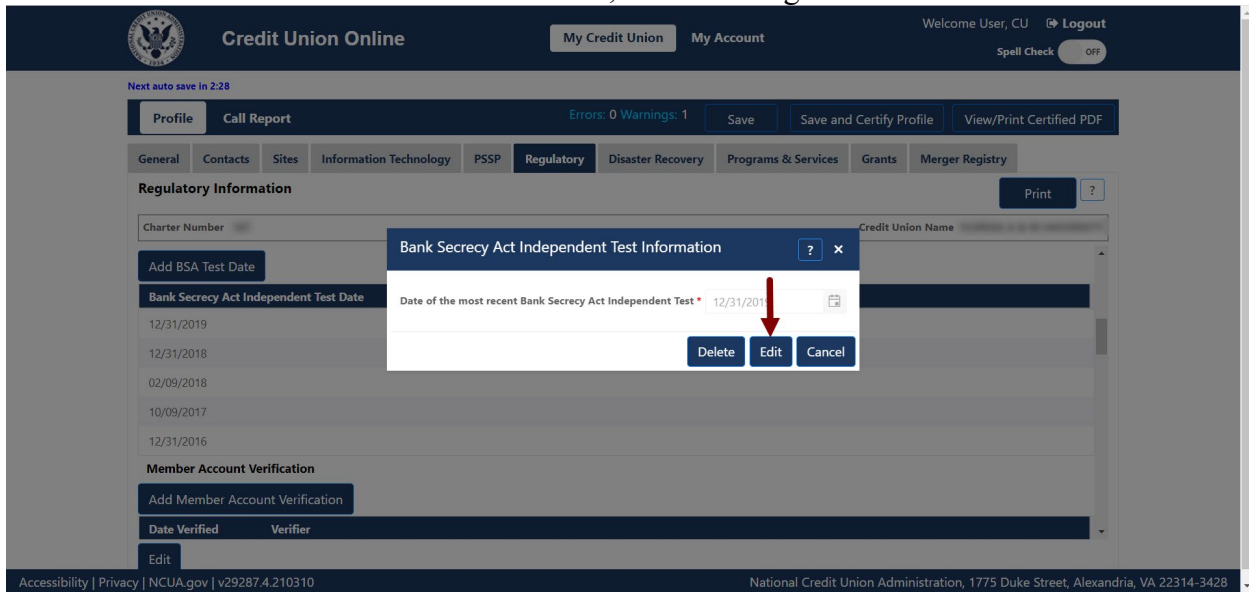 Credit Union Online
My Credit Union
My Account
Welcome User, CU
Logout
Spell Check OFF
Next auto save in 2:28
Profile
Call Report
Errors: 0 Warnings: 1
Save
Save and Certify Profile
View/Print Certified PDF
General
Contacts
Sites
Information Technology
PSSP
Regulatory
Disaster Recovery
Programs & Services
Grants
Merger Registry
Regulatory Information
Print
?
Charter Number
Credit Union Name
Add BSA Test Date
Bank Secrecy Act Independent Test Date
12/31/2019
12/31/2018
02/09/2018
10/09/2017
12/31/2016
Bank Secrecy Act Independent Test Information
? ×
Date of the most recent Bank Secrecy Act Independent Test *
Delete
Edit
Cancel
Member Account Verification
Add Member Account Verification
Date Verified
Verifier
Edit
Accessibility | Privacy | NCUA.gov | v29287.4.210310
National Credit Union Administration, 1775 Duke Street, Alexandria, VA 22314-3428